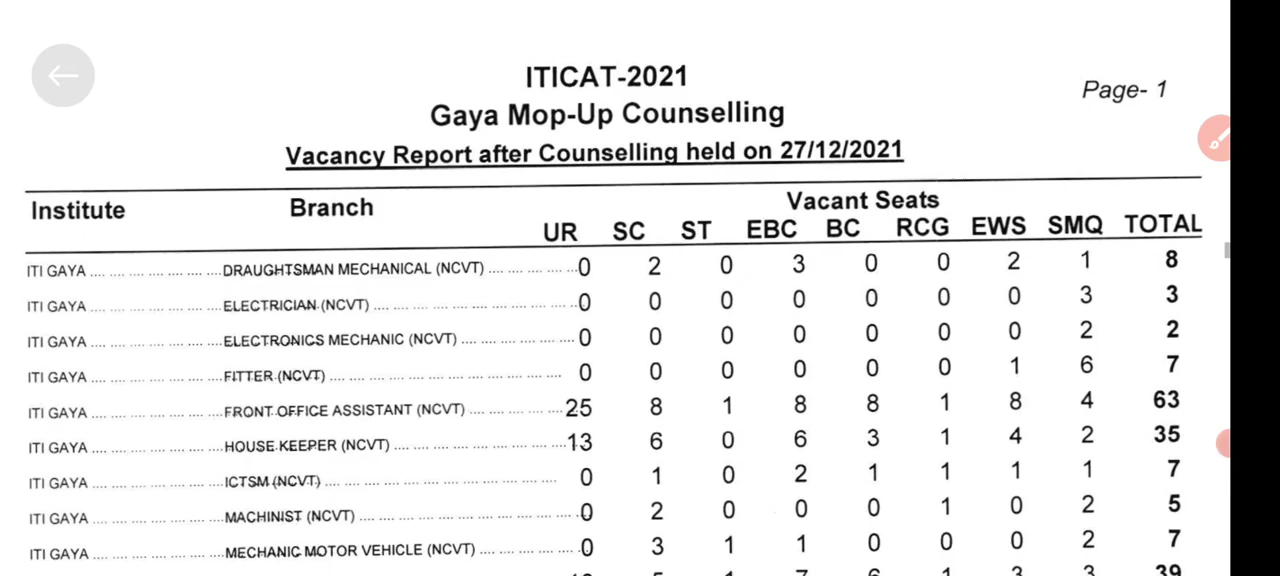 ITICAT-2021
Page- 1
Gaya Mop-Up Counselling
Vacancy Report after Counselling held on 27/12/2021
Institute Branch Vacant Seats
UR SC ST EBC BC RCG EWS SMQ TOTAL
ITI GAYA .... .... .... .... .... ....DRAUGHTSMAN MECHANICAL (NCVT) .... .... .... ...0 2 0 3 0 0 2 1 8
ITI GAYA .... .... .... .... .... ....ELECTRICIAN (NCVT) .... .... .... .... .... .... .... .... ...0 0 0 0 0 0 0 3 3
ITI GAYA .... .... .... .... .... ....ELECTRONICS MECHANIC (NCVT) .... .... .... .... ....0 0 0 0 0 0 0 2 2
ITI GAYA .... .... .... .... .... ....FITTER (NCVT) .... .... .... .... .... .... .... .... .... .... 0 0 0 0 0 0 1 6 7
ITI GAYA .... .... .... .... .... ....FRONT OFFICE ASSISTANT (NCVT) .... .... .... .... ...25 8 1 8 8 1 8 4 63
ITI GAYA .... .... .... .... .... ....HOUSE KEEPER (NCVT) .... .... .... .... .... .... .... ...13 6 0 6 3 1 4 2 35
ITI GAYA .... .... .... .... .... ....ICTSM (NCVT) .... .... .... .... .... .... .... .... .... .... 0 1 0 2 1 1 1 1 7
ITI GAYA .... .... .... .... .... ....MACHINIST (NCVT) .... .... .... .... .... .... .... .... ....0 2 0 0 0 1 0 2 5
ITI GAYA .... .... .... .... .... ....MECHANIC MOTOR VEHICLE (NCVT) .... .... .... .... .0 3 1 1 0 0 0 2 7
39